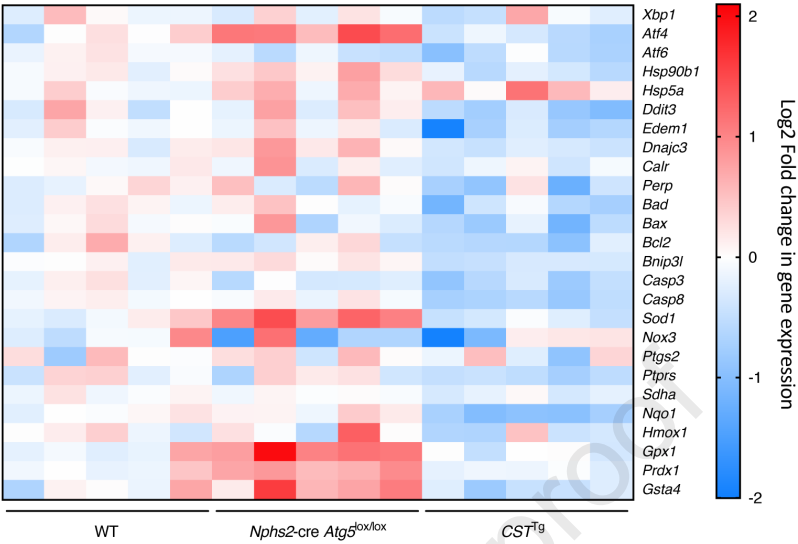 Xbp1
Atf4
Atf6
Hsp90b1
Hsp5a
Ddit3
Edem1
Dnajc3
Calr
Perp
Bad
Bax
Bcl2
Bnip3l
Casp3
Casp8
Sod1
Nox3
Ptgs2
Ptprs
Sdha
Nqo1
Hmox1
Gpx1
Prdx1
Gsta4
2
1
0
-1
-2
Log2 Fold change in gene expression
WT
Nphs2-cre Atg5lox/lox
CSTTg
proof